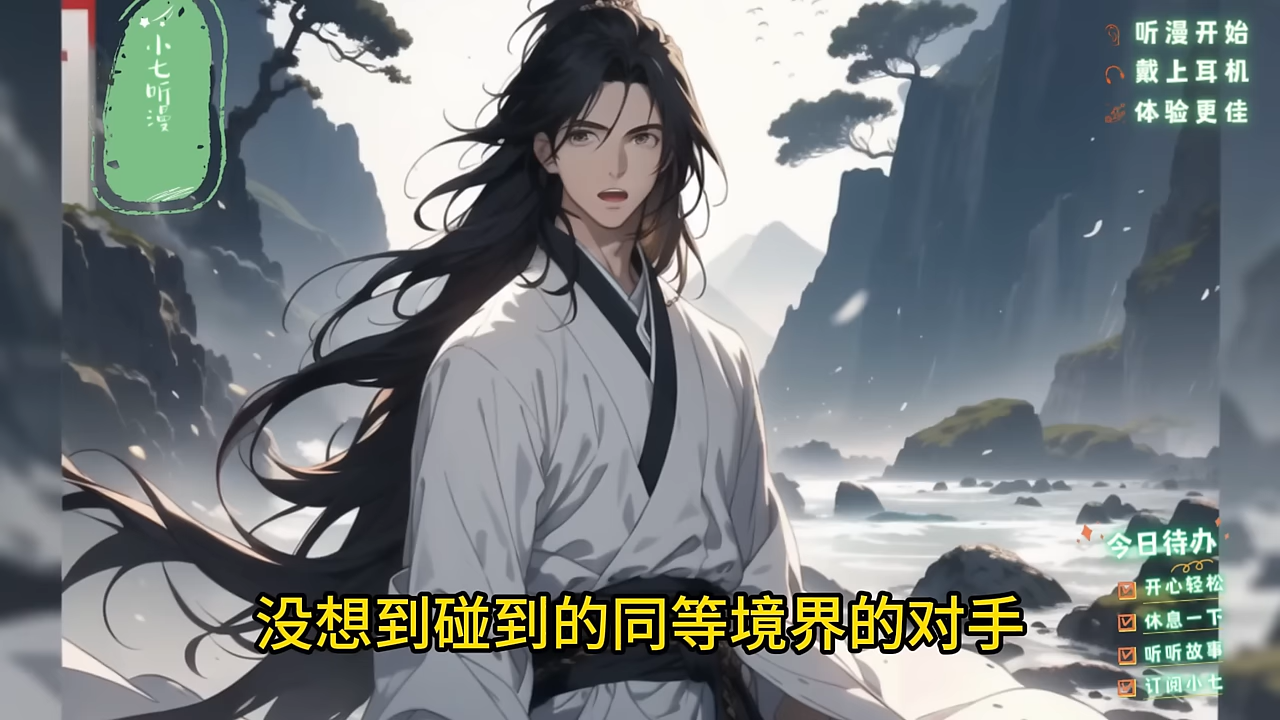 小七听漫
听漫开始
戴上耳机
体验更佳
今日待办
开心轻松
休息一下
听听故事
订阅小七
没想到碰到的同等境界的对手